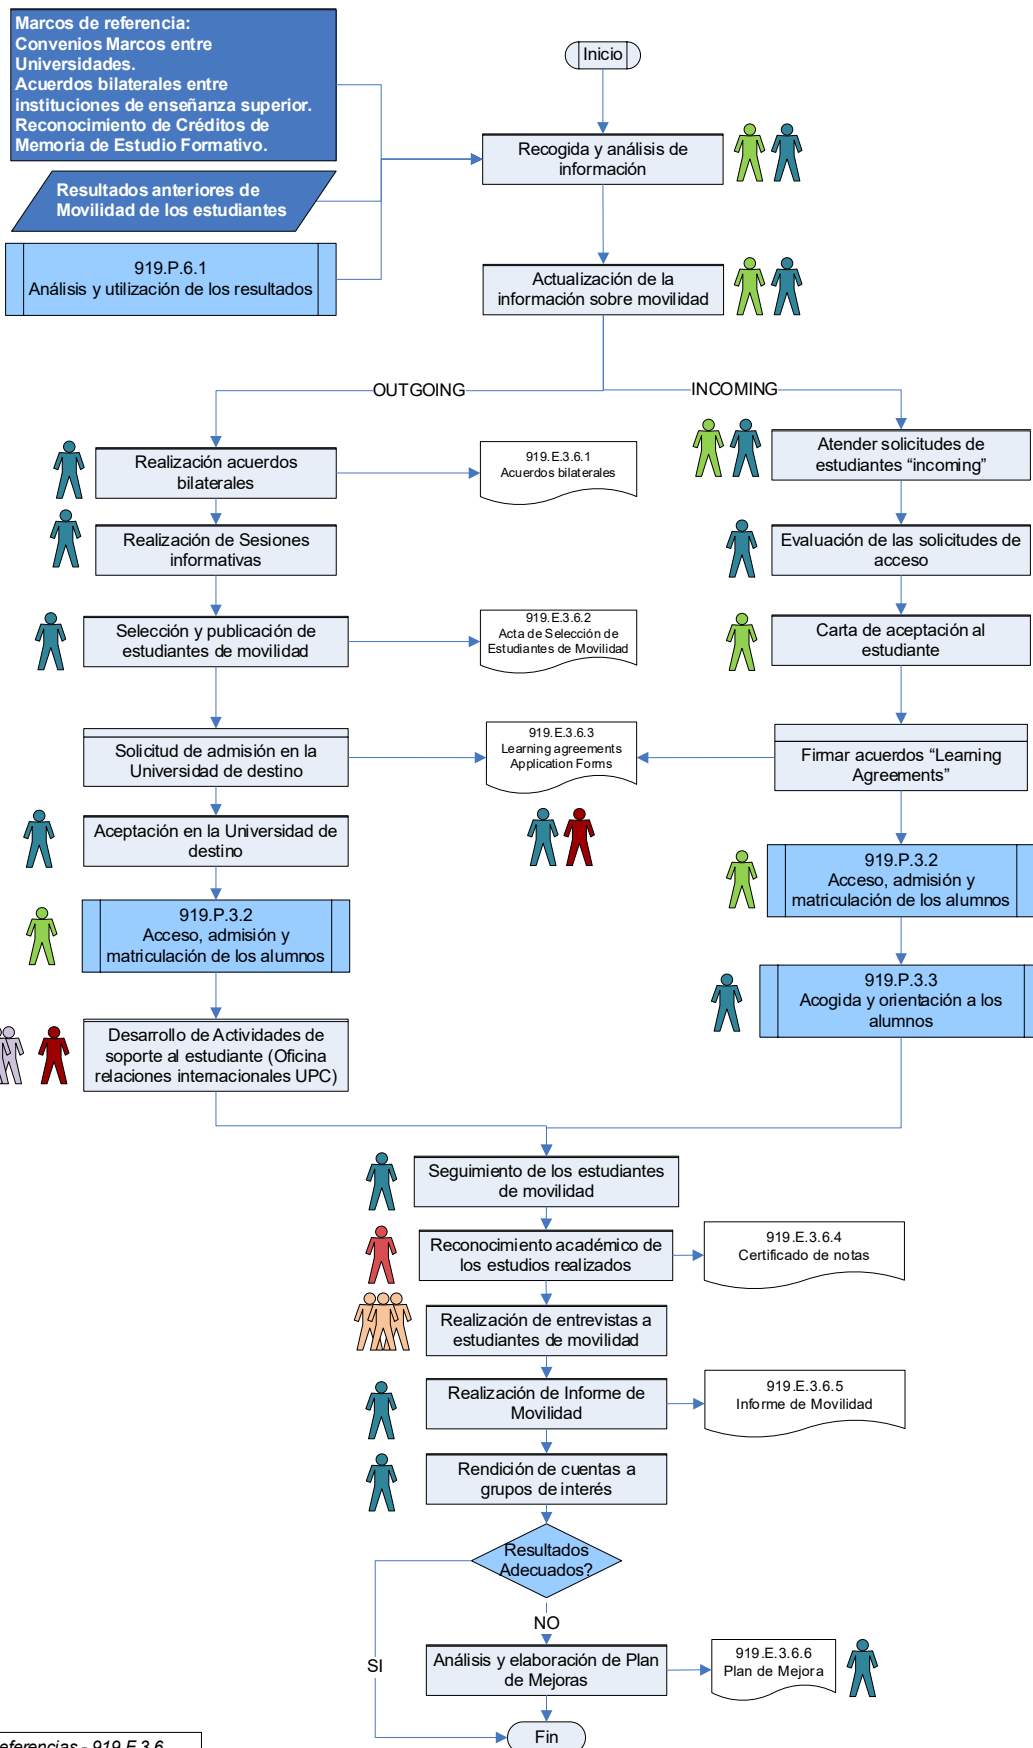 Marcos de referencia:
Convenios Marcos entre
Universidades.
Acuerdos bilaterales entre
instituciones de enseñanza superior.
Reconocimiento de Créditos de
Memoria de Estudio Formativo.
Inicio
Recogida y análisis de
información
Resultados anteriores de
Movilidad de los estudiantes
919.P.6.1
Análisis y utilización de los resultados
Actualización de la
información sobre movilidad
OUTGOING
INCOMING
Realización acuerdos
bilaterales
919.E.3.6.1
Acuerdos bilaterales
Atender solicitudes de
estudiantes “incoming”
Realización de Sesiones
informativas
Evaluación de las solicitudes de
acceso
Selección y publicación de
estudiantes de movilidad
919.E.3.6.2
Acta de Selección de
Estudiantes de Movilidad
Carta de aceptación al
estudiante
Solicitud de admisión en la
Universidad de destino
919.E.3.6.3
Learning agreements
Application Forms
Firmar acuerdos “Learning
Agreements”
Aceptación en la Universidad de
destino
919.P.3.2
Acceso, admisión y
matriculación de los alumnos
919.P.3.2
Acceso, admisión y
matriculación de los alumnos
919.P.3.3
Acogida y orientación a los
alumnos
Desarrollo de Actividades de
soporte al estudiante (Oficina
relaciones internacionales UPC)
Seguimiento de los estudiantes
de movilidad
Reconocimiento académico de
los estudios realizados
919.E.3.6.4
Certificado de notas
Realización de entrevistas a
estudiantes de movilidad
Realización de Informe de
Movilidad
919.E.3.6.5
Informe de Movilidad
Rendición de cuentas a
grupos de interés
Resultados
Adecuados?
NO
SI
Análisis y elaboración de Plan
de Mejoras
919.E.3.6.6
Plan de Mejora
Fin
eferencias - 919.E.3.6